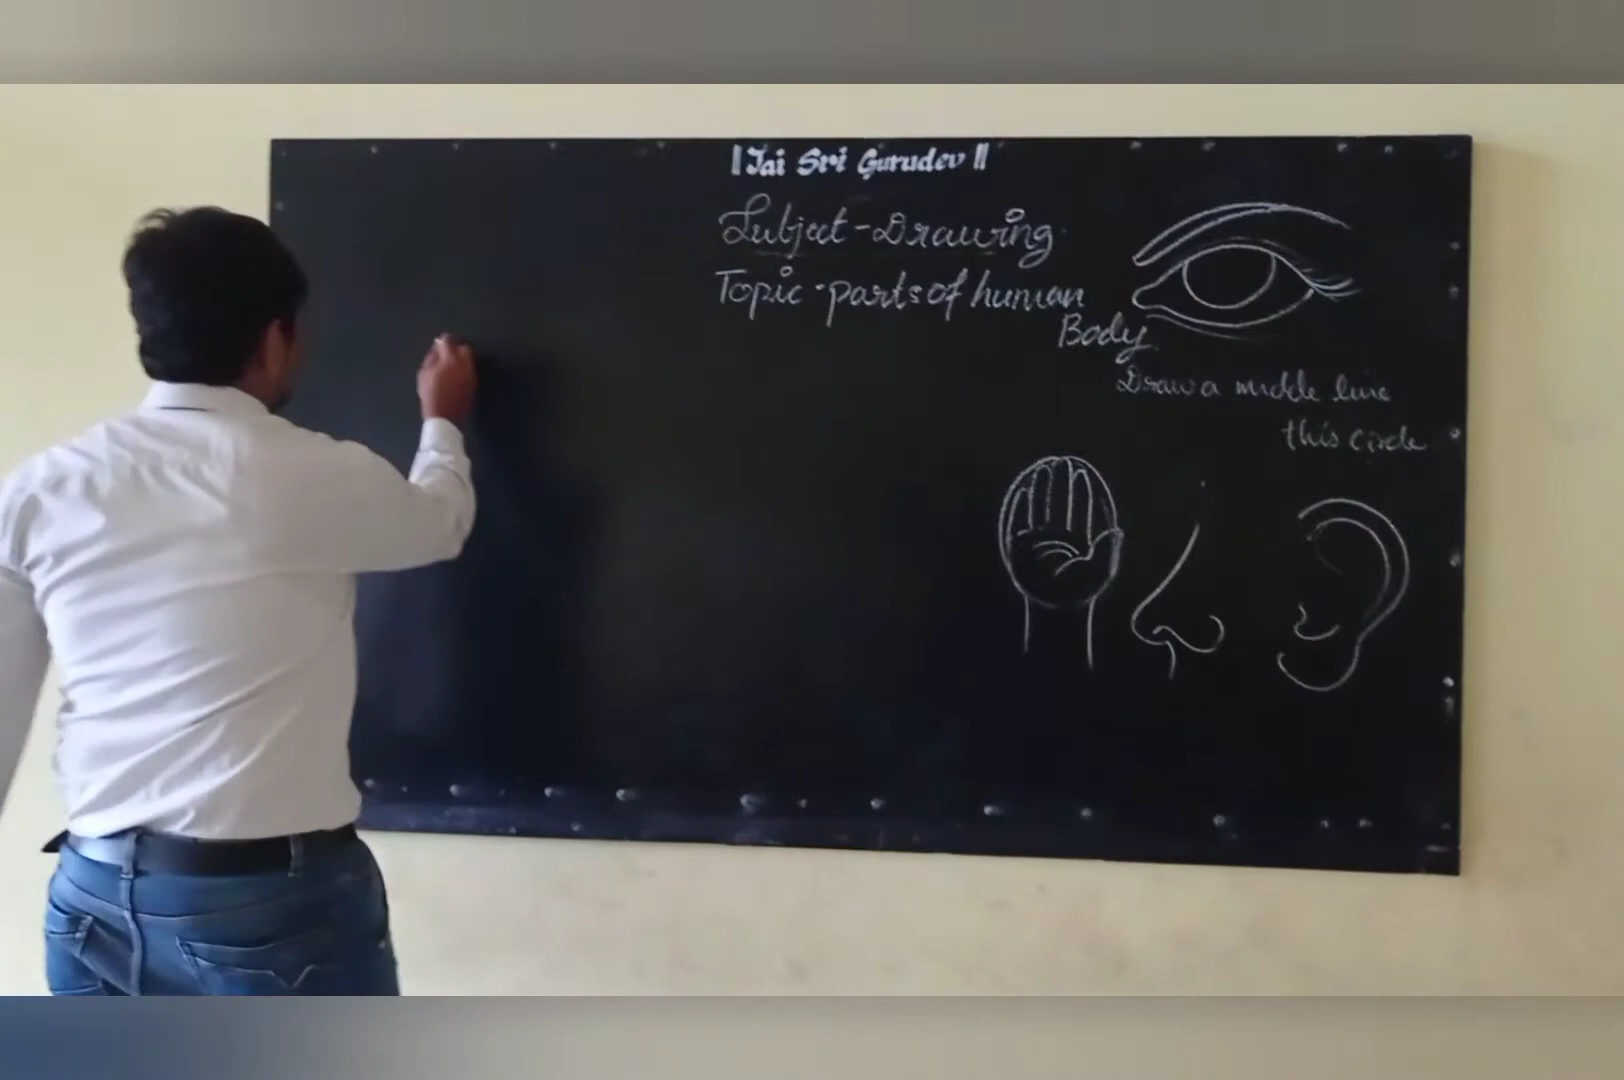 ॥Jai Sri Gurudev॥
Subject-Drawing
Topic-parts of human
Body
Draw a middle line
this circle